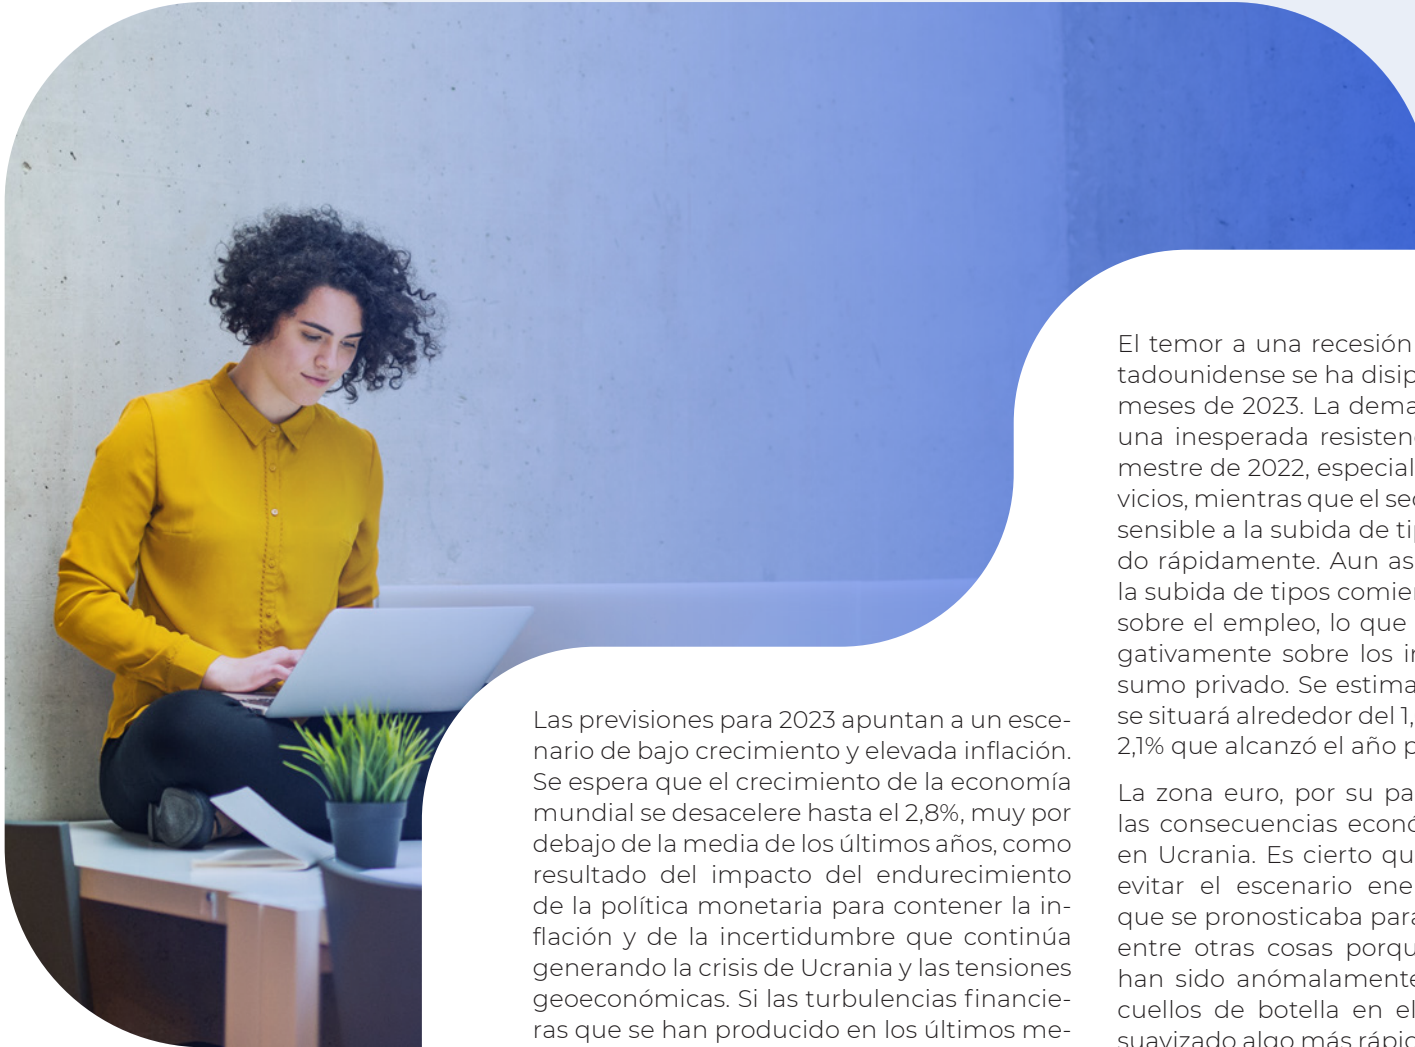 Las previsiones para 2023 apuntan a un esce-
nario de bajo crecimiento y elevada inflación.
Se espera que el crecimiento de la economía
mundial se desacelere hasta el 2,8%, muy por
debajo de la media de los últimos años, como
resultado del impacto del endurecimiento
de la política monetaria para contener la in-
flación y de la incertidumbre que continúa
generando la crisis de Ucrania y las tensiones
geoeconómicas. Si las turbulencias financie-
ras que se han producido en los últimos me-
El temor a una recesión
tadounidense se ha disip
meses de 2023. La dema
una inesperada resisten
mestre de 2022, especial
vicios, mientras que el sec
sensible a la subida de ti
do rápidamente. Aun as
la subida de tipos comien
sobre el empleo, lo que
gativamente sobre los in
sumo privado. Se estima
se situará alrededor del 1,
2,1% que alcanzó el año p
La zona euro, por su pa
las consecuencias econó
en Ucrania. Es cierto qu
evitar el escenario ene
que se pronosticaba para
entre otras cosas porqu
han sido anómalamente
cuellos de botella en el
suavizado algo más rápid